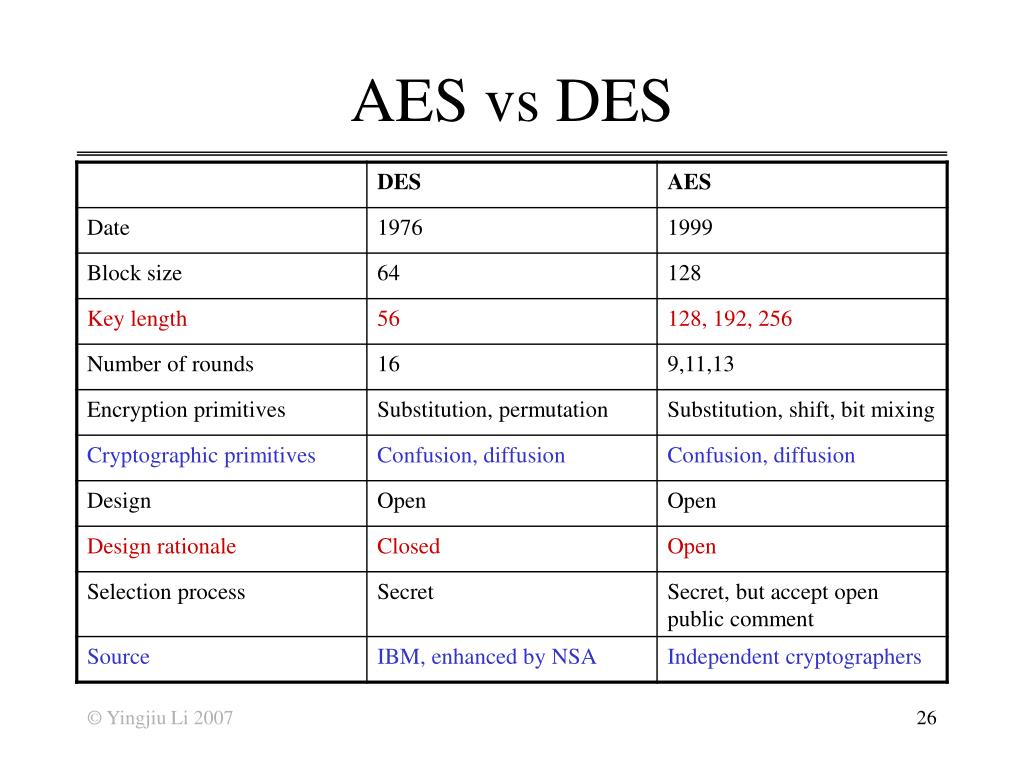 AES vs DES
DES AES
Date 1976 1999
Block size 64 128
Key length 56 128, 192, 256
Number of rounds 16 9,11,13
Encryption primitives Substitution, permutation Substitution, shift, bit mixing
Cryptographic primitives Confusion, diffusion Confusion, diffusion
Design Open Open
Design rationale Closed Open
Selection process Secret Secret, but accept open
public comment
Source IBM, enhanced by NSA Independent cryptographers
© Yingjiu Li 2007 26